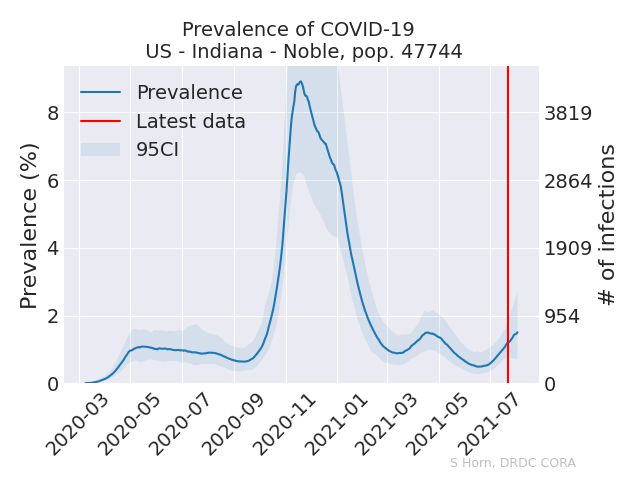 Prevalence of COVID-19
US - Indiana - Noble, pop. 47744
Prevalence
Latest data
95CI
Prevalence (%)
8
6
4
2
0
3819
2864
1909
954
0
# of infections
2020-03
2020-05
2020-07
2020-09
2020-11
2021-01
2021-03
2021-05
2021-07
S Horn, DRDC CORA